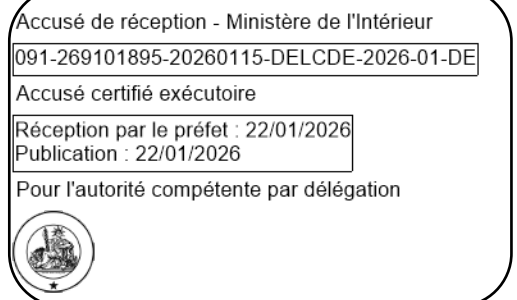 Accusé de réception - Ministère de l'Intérieur
091-269101895-20260115-DELCDE-2026-01-DE
Accusé certifié exécutoire
Réception par le préfet : 22/01/2026
Publication : 22/01/2026
Pour l'autorité compétente par délégation